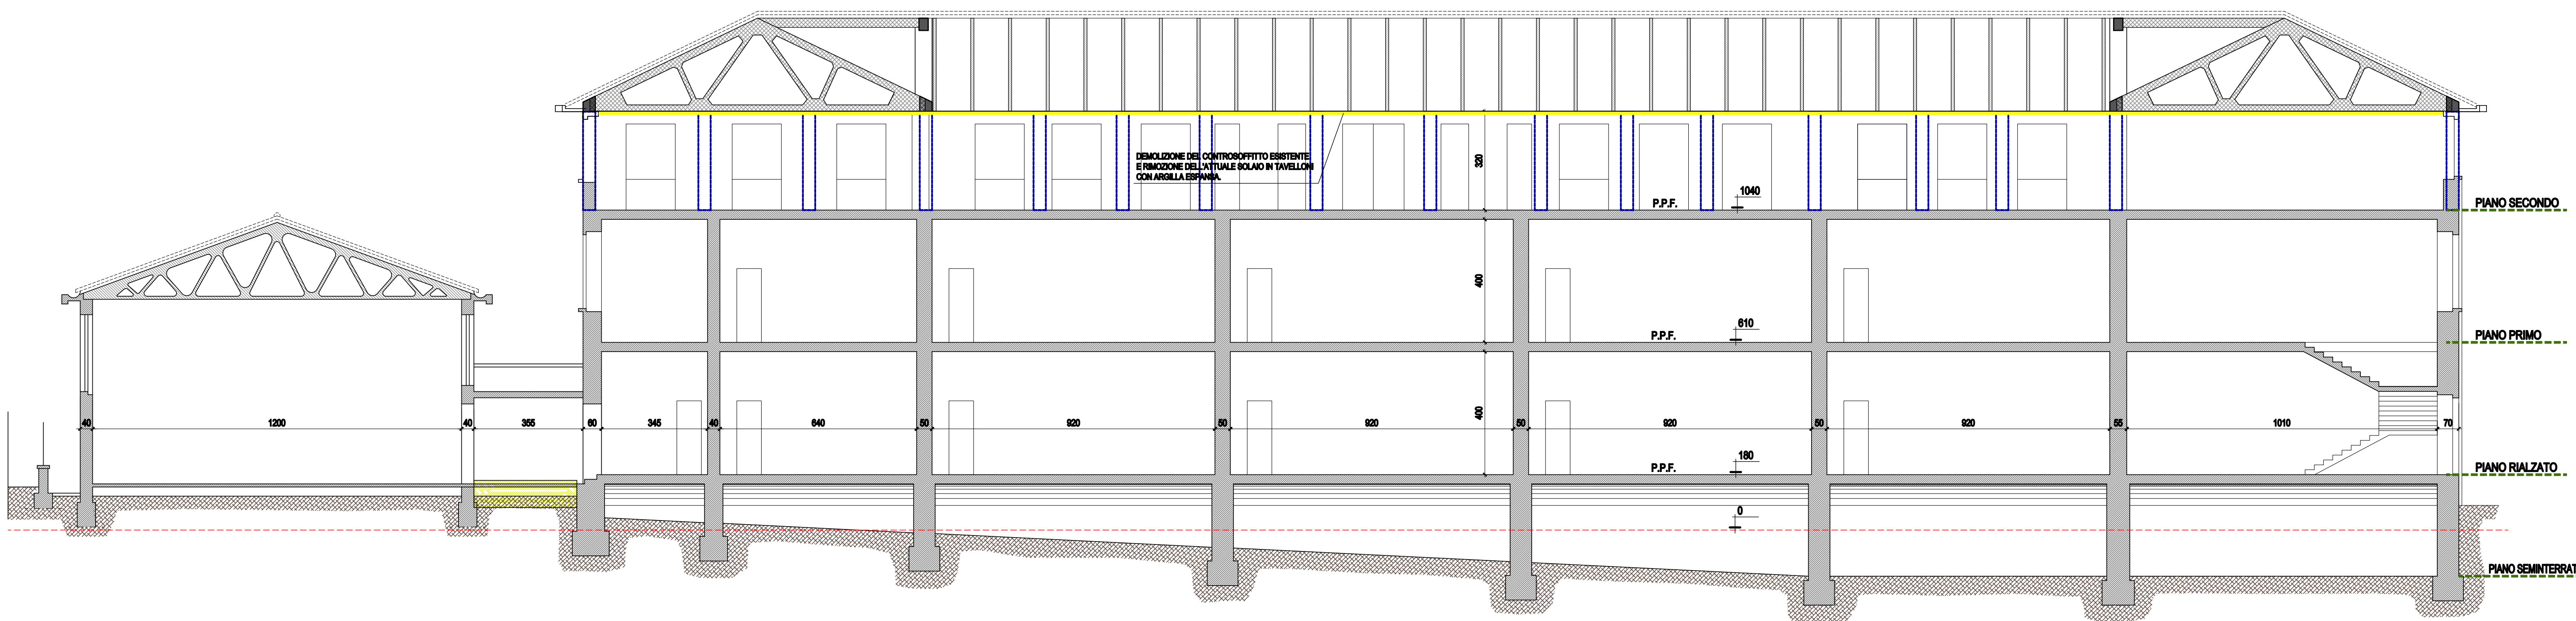 DEMOLIZIONE DEL CONTROSOFFITTO ESISTENTE
E RIMOZIONE DELL'ATTUALE SOLAIO IN TAVELLONI
CON ARGILLA ESPANSA.
320
P.P.F.
1040
PIANO SECONDO
400
P.P.F.
610
PIANO PRIMO
400
40
1200
40
355
60
345
40
640
50
920
50
920
50
920
50
920
55
1010
70
P.P.F.
180
PIANO RIALZATO
0
PIANO SEMINTERRAT